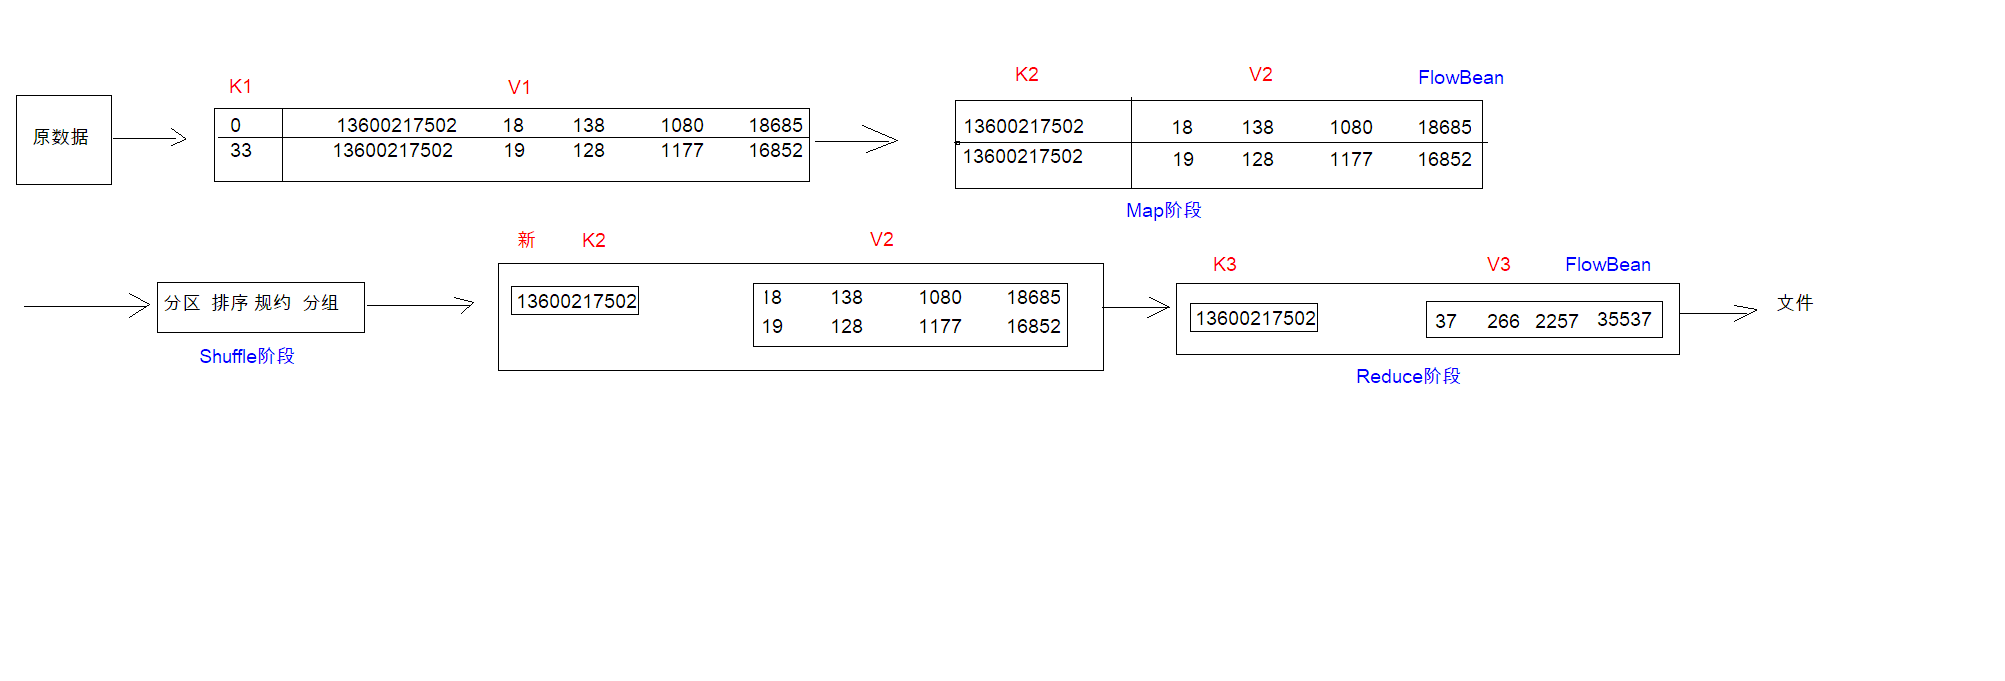 K1 V1
原数据
0 13600217502 18 138 1080 18685
33 13600217502 19 128 1177 16852
K2 V2 FlowBean
13600217502 18 138 1080 18685
13600217502 19 128 1177 16852
Map阶段
分区 排序 规约 分组
Shuffle阶段
新 K2 V2
13600217502
18 138 1080 18685
19 128 1177 16852
K3 V3 FlowBean
13600217502 37 266 2257 35537
Reduce阶段
文件